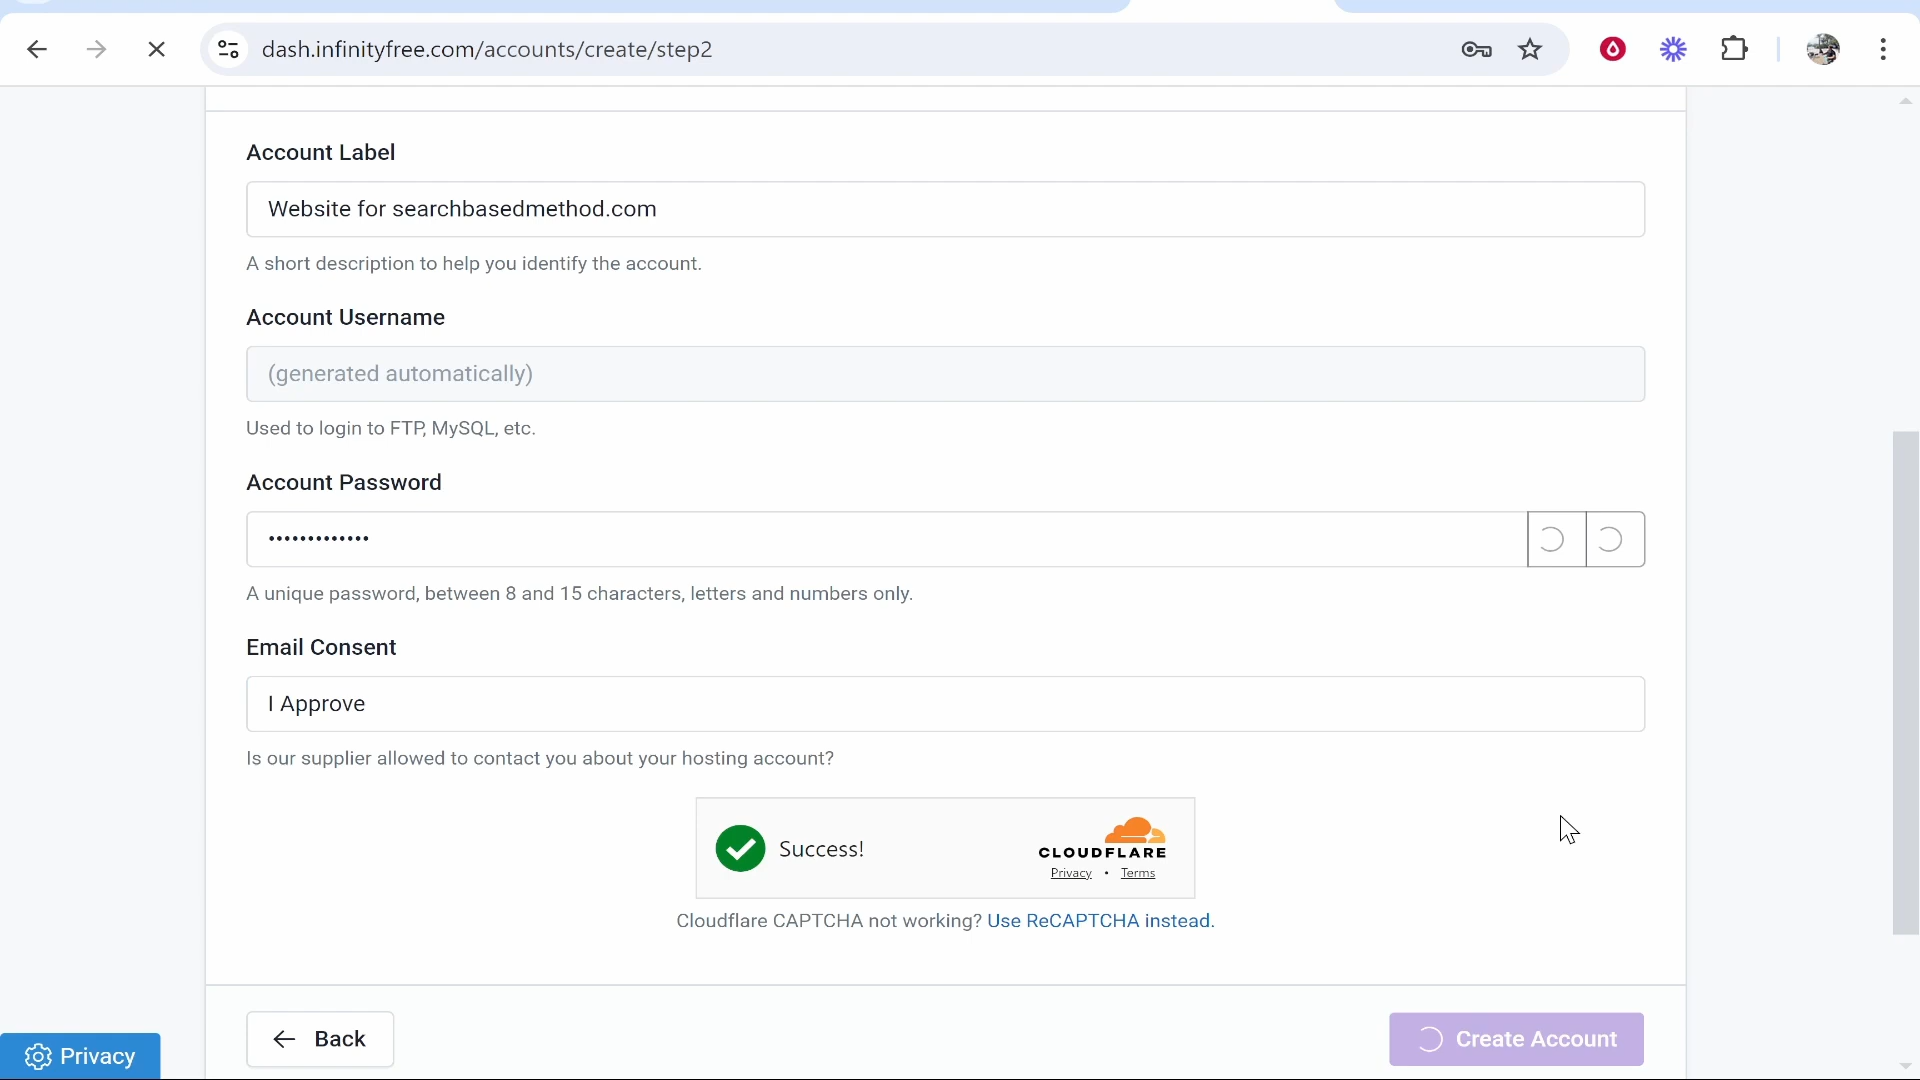 dash.infinityfree.com/accounts/create/step2
Account Label
Website for searchbasedmethod.com
A short description to help you identify the account.
Account Username
(generated automatically)
Used to login to FTP, MySQL, etc.
Account Password
•••••••••••••
A unique password, between 8 and 15 characters, letters and numbers only.
Email Consent
I Approve
Is our supplier allowed to contact you about your hosting account?
Success!
CLOUDFLARE
Privacy • Terms
Cloudflare CAPTCHA not working? Use ReCAPTCHA instead.
Back
Create Account
Privacy